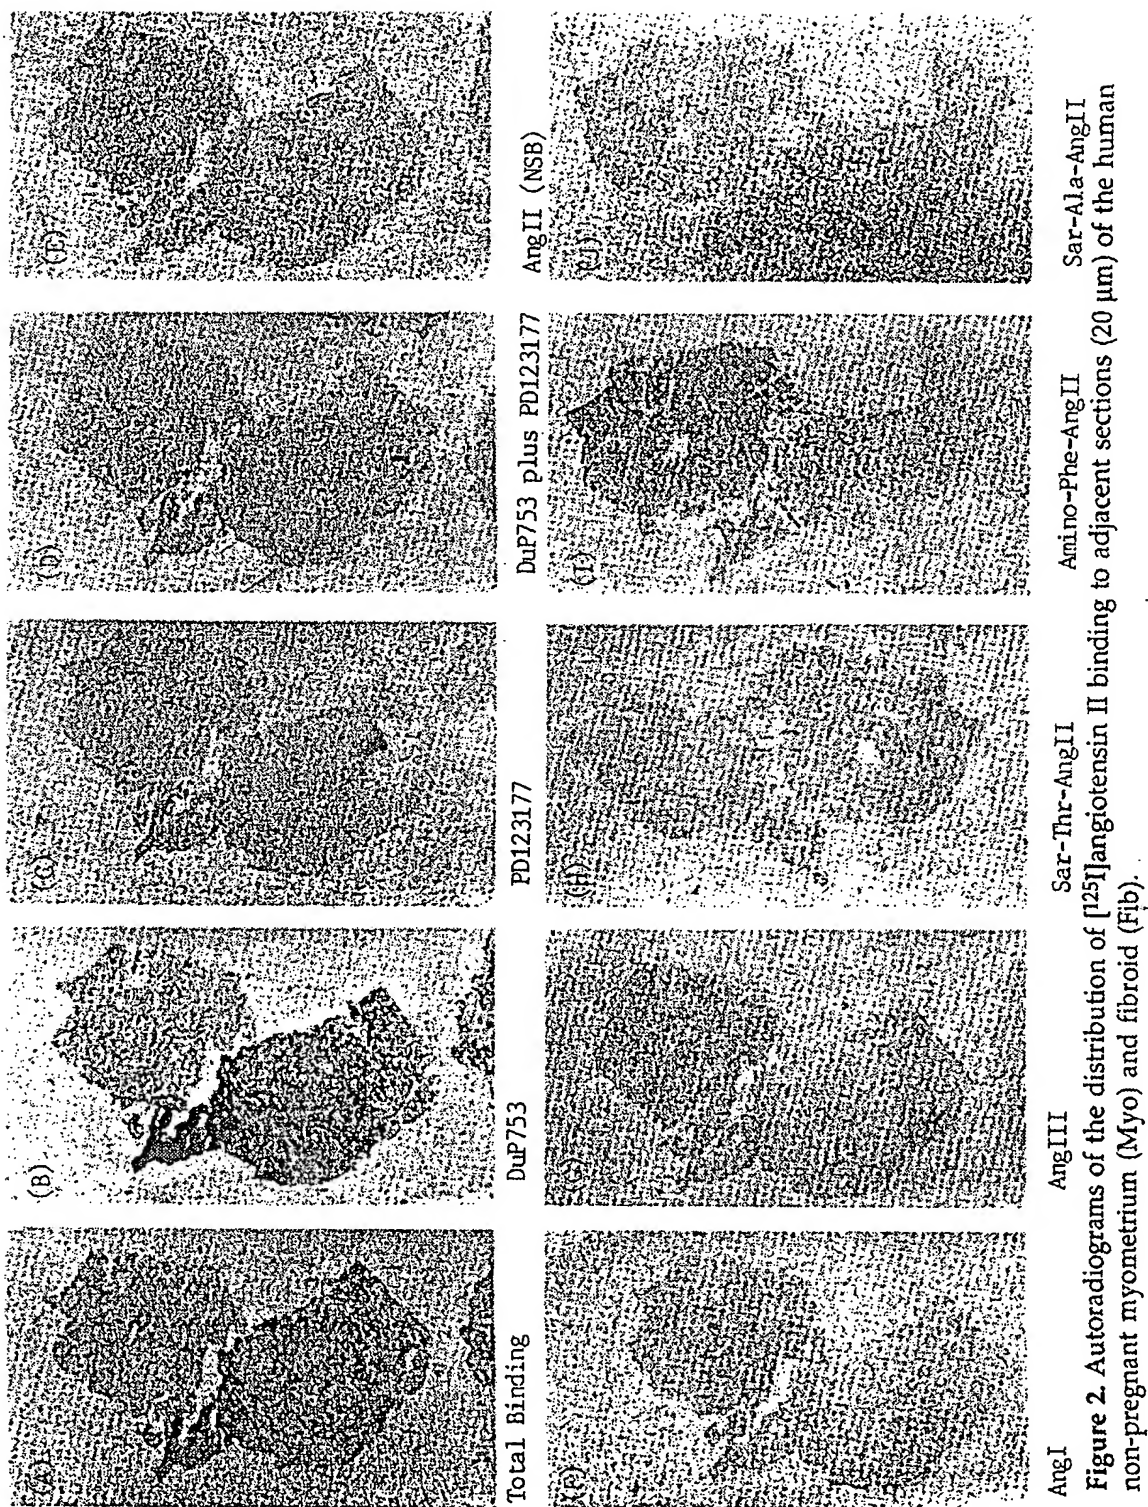 (A)
(B)
(C)
(D)
(E)
Total Binding
DuP753
PD123177
DuP753 plus PD123177
AngII (NSB)
(F)
(G)
(H)
(I)
(J)
AngI
AngIII
Sar-Thr-AngII
Amino-Phe-AngII
Sar-Ala-AngII
Figure 2. Autoradiograms of the distribution of [¹²⁵I]angiotensin II binding to adjacent sections (20 µm) of the human
non-pregnant myometrium (Myo) and fibroid (Fib).